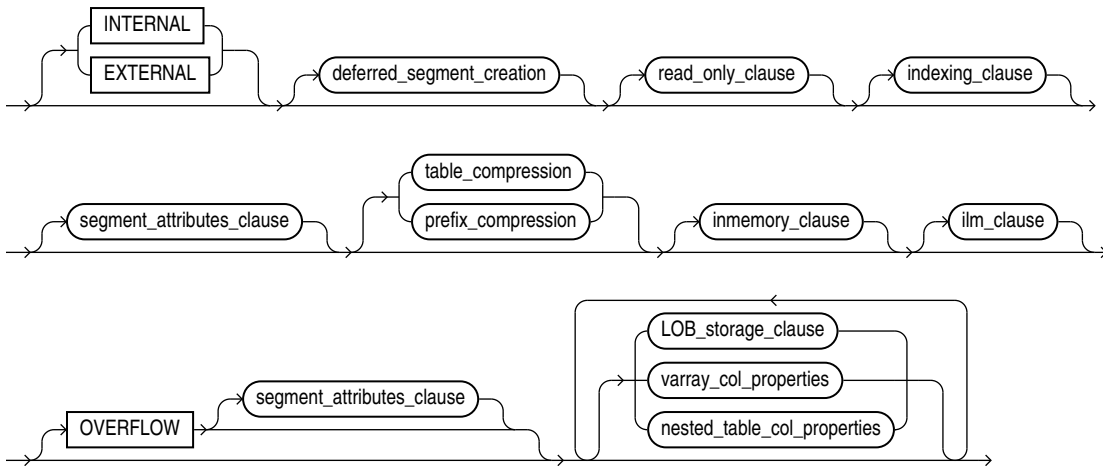 INTERNAL
EXTERNAL
deferred_segment_creation
read_only_clause
indexing_clause
segment_attributes_clause
table_compression
prefix_compression
inmemory_clause
ilm_clause
OVERFLOW
segment_attributes_clause
LOB_storage_clause
varray_col_properties
nested_table_col_properties